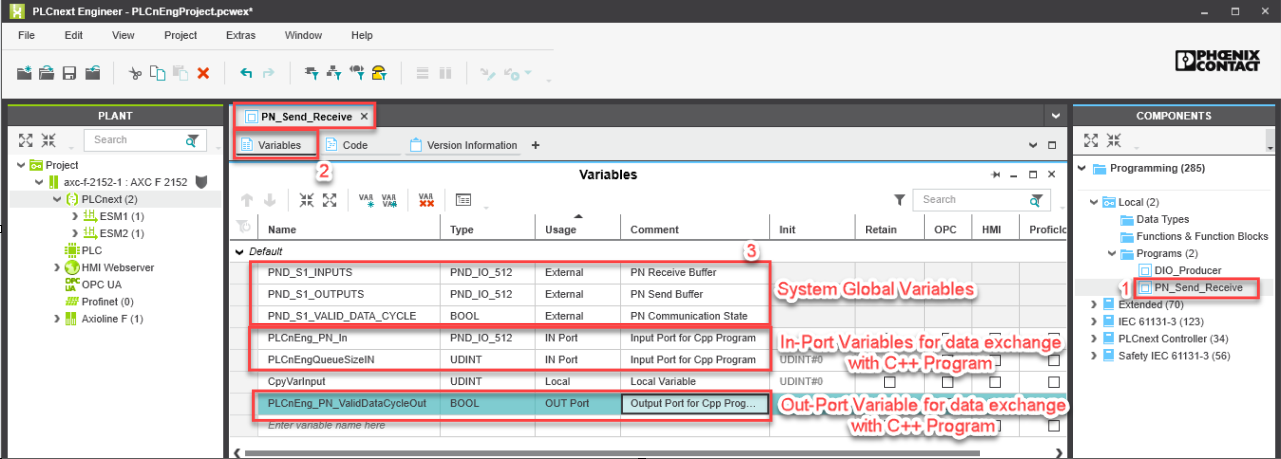 PLCnext Engineer - PLCnEngProject.pcwex*
File Edit View Project Extras Window Help
PHŒNIX
CONTACT
PLANT
Search
Project
axc-f-2152-1 : AXC F 2152
PLCnext (2)
ESM1 (1)
ESM2 (1)
PLC
HMI Webserver
OPC UA
OPC UA
Profinet (0)
Axioline F (1)
PN_Send_Receive
Variables Code Version Information +
2
Variables
Search
Name Type Usage Comment Init Retain OPC HMI Proficlo
Default
3
PND_S1_INPUTS PND_IO_512 External PN Receive Buffer
PND_S1_OUTPUTS PND_IO_512 External PN Send Buffer
System Global Variables
PND_S1_VALID_DATA_CYCLE BOOL External PN Communication State
PLCnEng_PN_In PND_IO_512 IN Port Input Port for Cpp Program
In-Port Variables for data exchange
with C++ Program
PLCnEngQueueSizeIN UDINT IN Port Input Port for Cpp Program UDINT#0
CpyVarInput UDINT Local Local Variable UDINT#0
PLCnEng_PN_ValidDataCycleOut BOOL OUT Port Output Port for Cpp Prog...
Out-Port Variable for data exchange
with C++ Program
Enter variable name here
COMPONENTS
Search
Programming (285)
Local (2)
Data Types
Functions & Function Blocks
Programs (2)
DIO_Producer
1
PN_Send_Receive
Extended (70)
IEC 61131-3 (123)
PLCnext Controller (34)
Safety IEC 61131-3 (56)